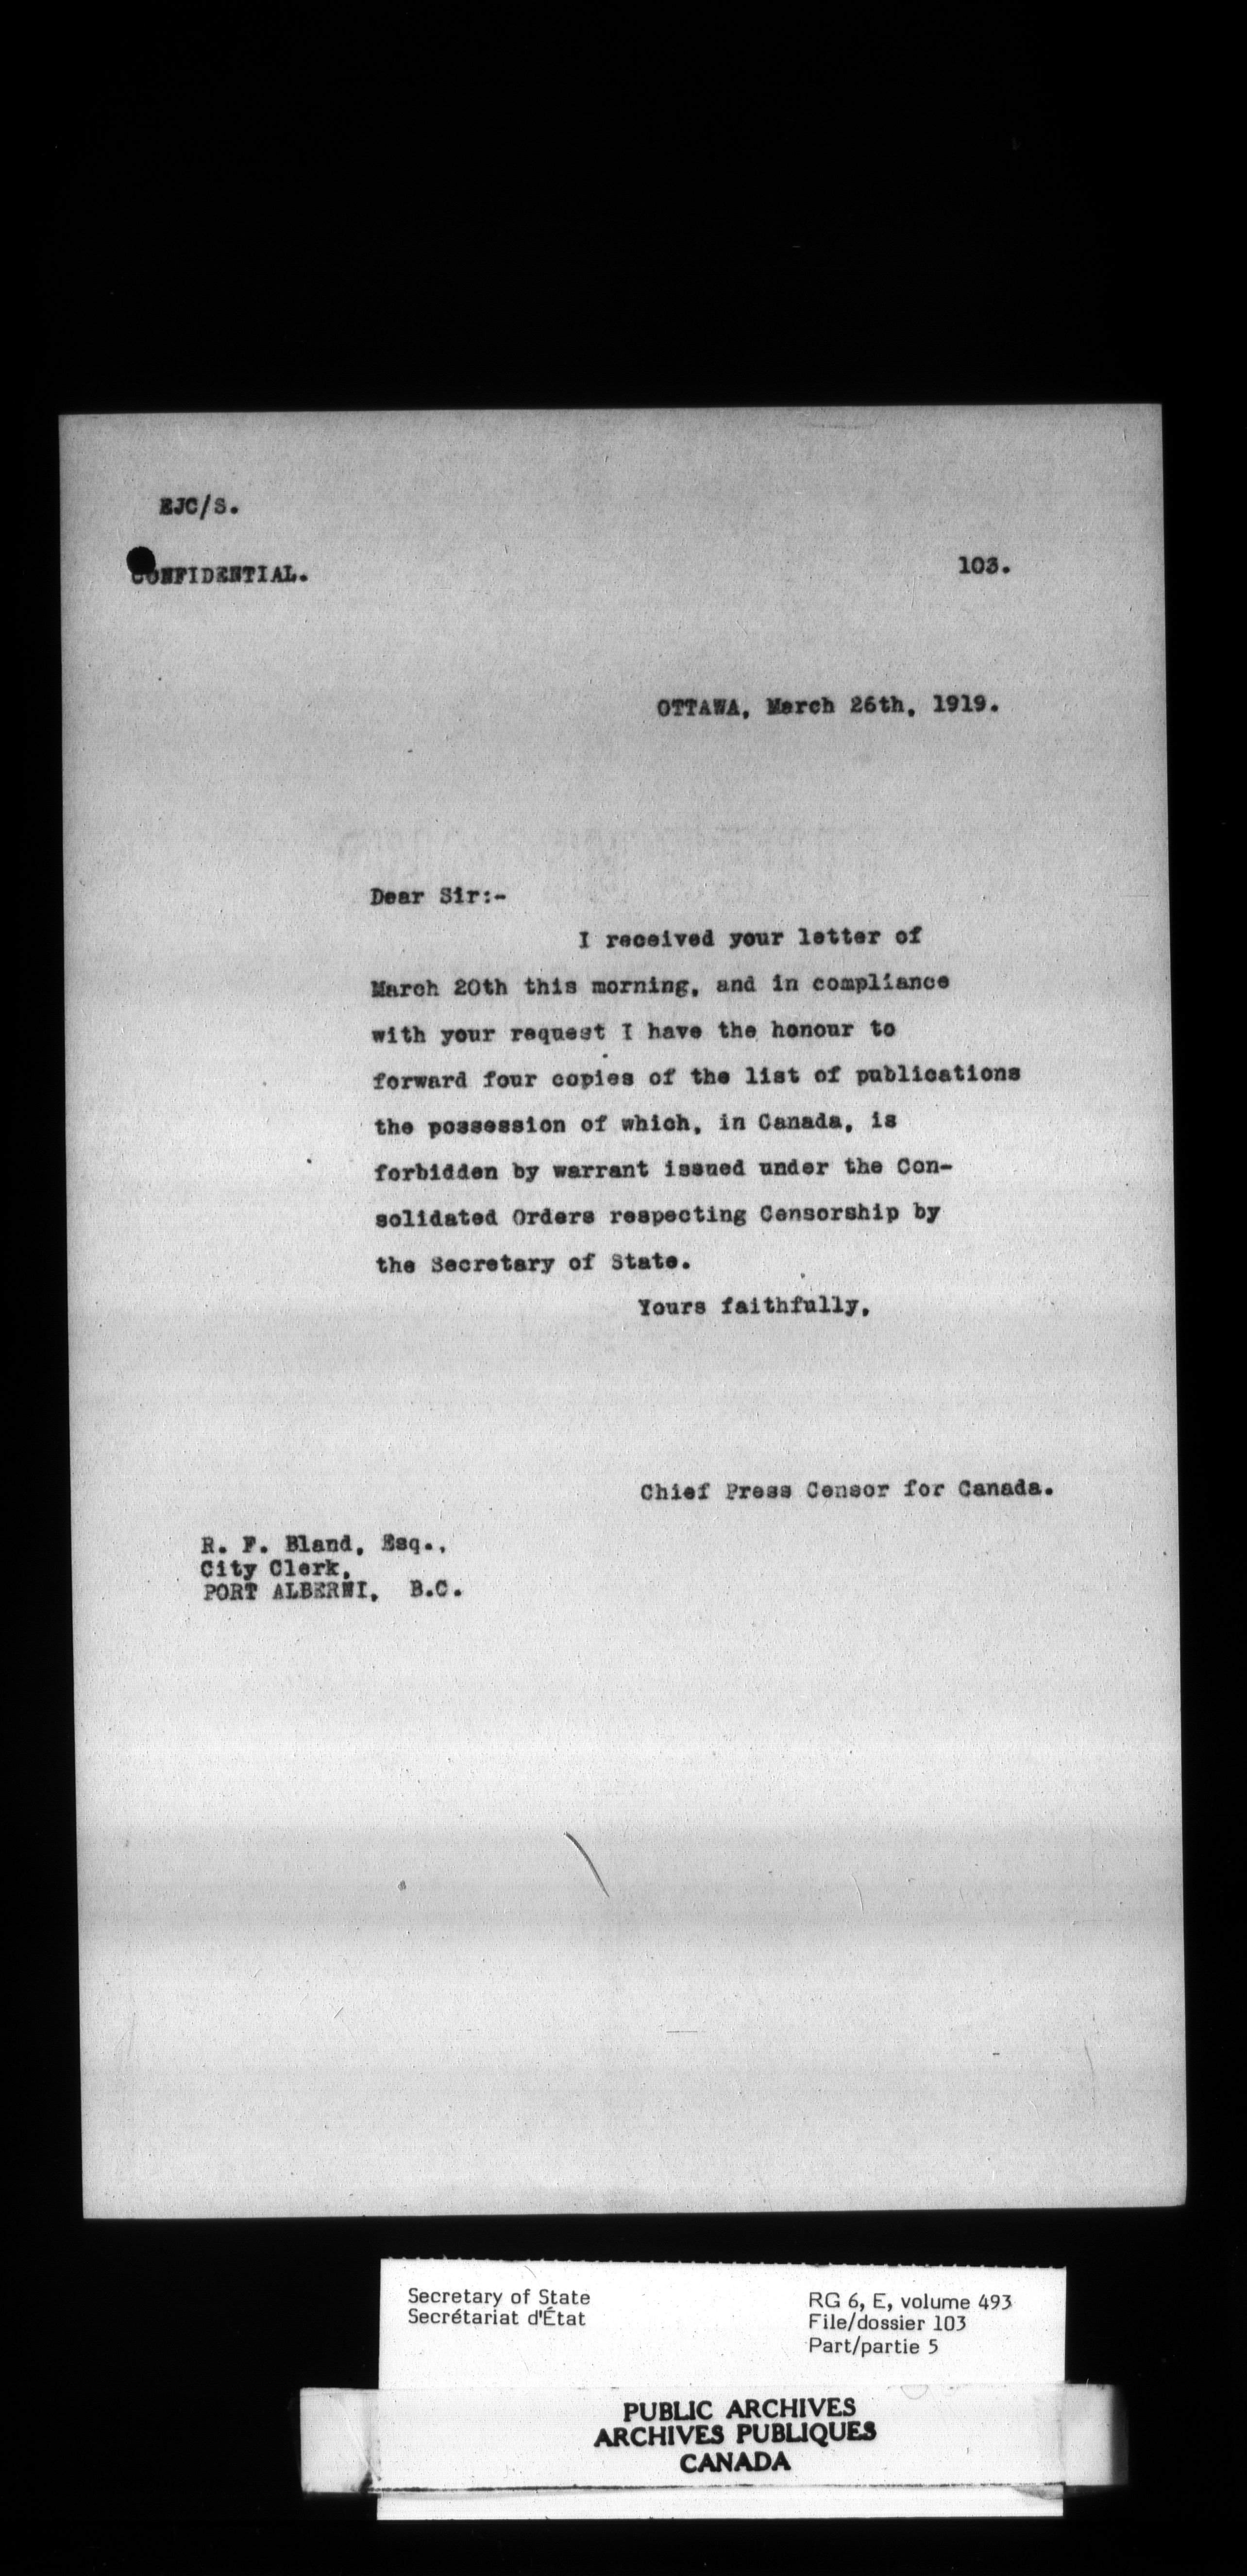 EJC/S.
CONFIDENTIAL.
103.
OTTAWA, March 26th, 1919.
Dear Sir:-
I received your letter of
March 20th this morning, and in compliance
with your request I have the honour to
forward four copies of the list of publications
the possession of which, in Canada, is
forbidden by warrant issued under the Con-
solidated Orders respecting Censorship by
the Secretary of State.
Yours faithfully,
Chief Press Censor for Canada.
R. F. Bland, Esq.,
City Clerk,
PORT ALBERNI, B.C.
Secretary of State
Secrétariat d'État
RG 6, E, volume 493
File/dossier 103
Part/partie 5
PUBLIC ARCHIVES
ARCHIVES PUBLIQUES
CANADA